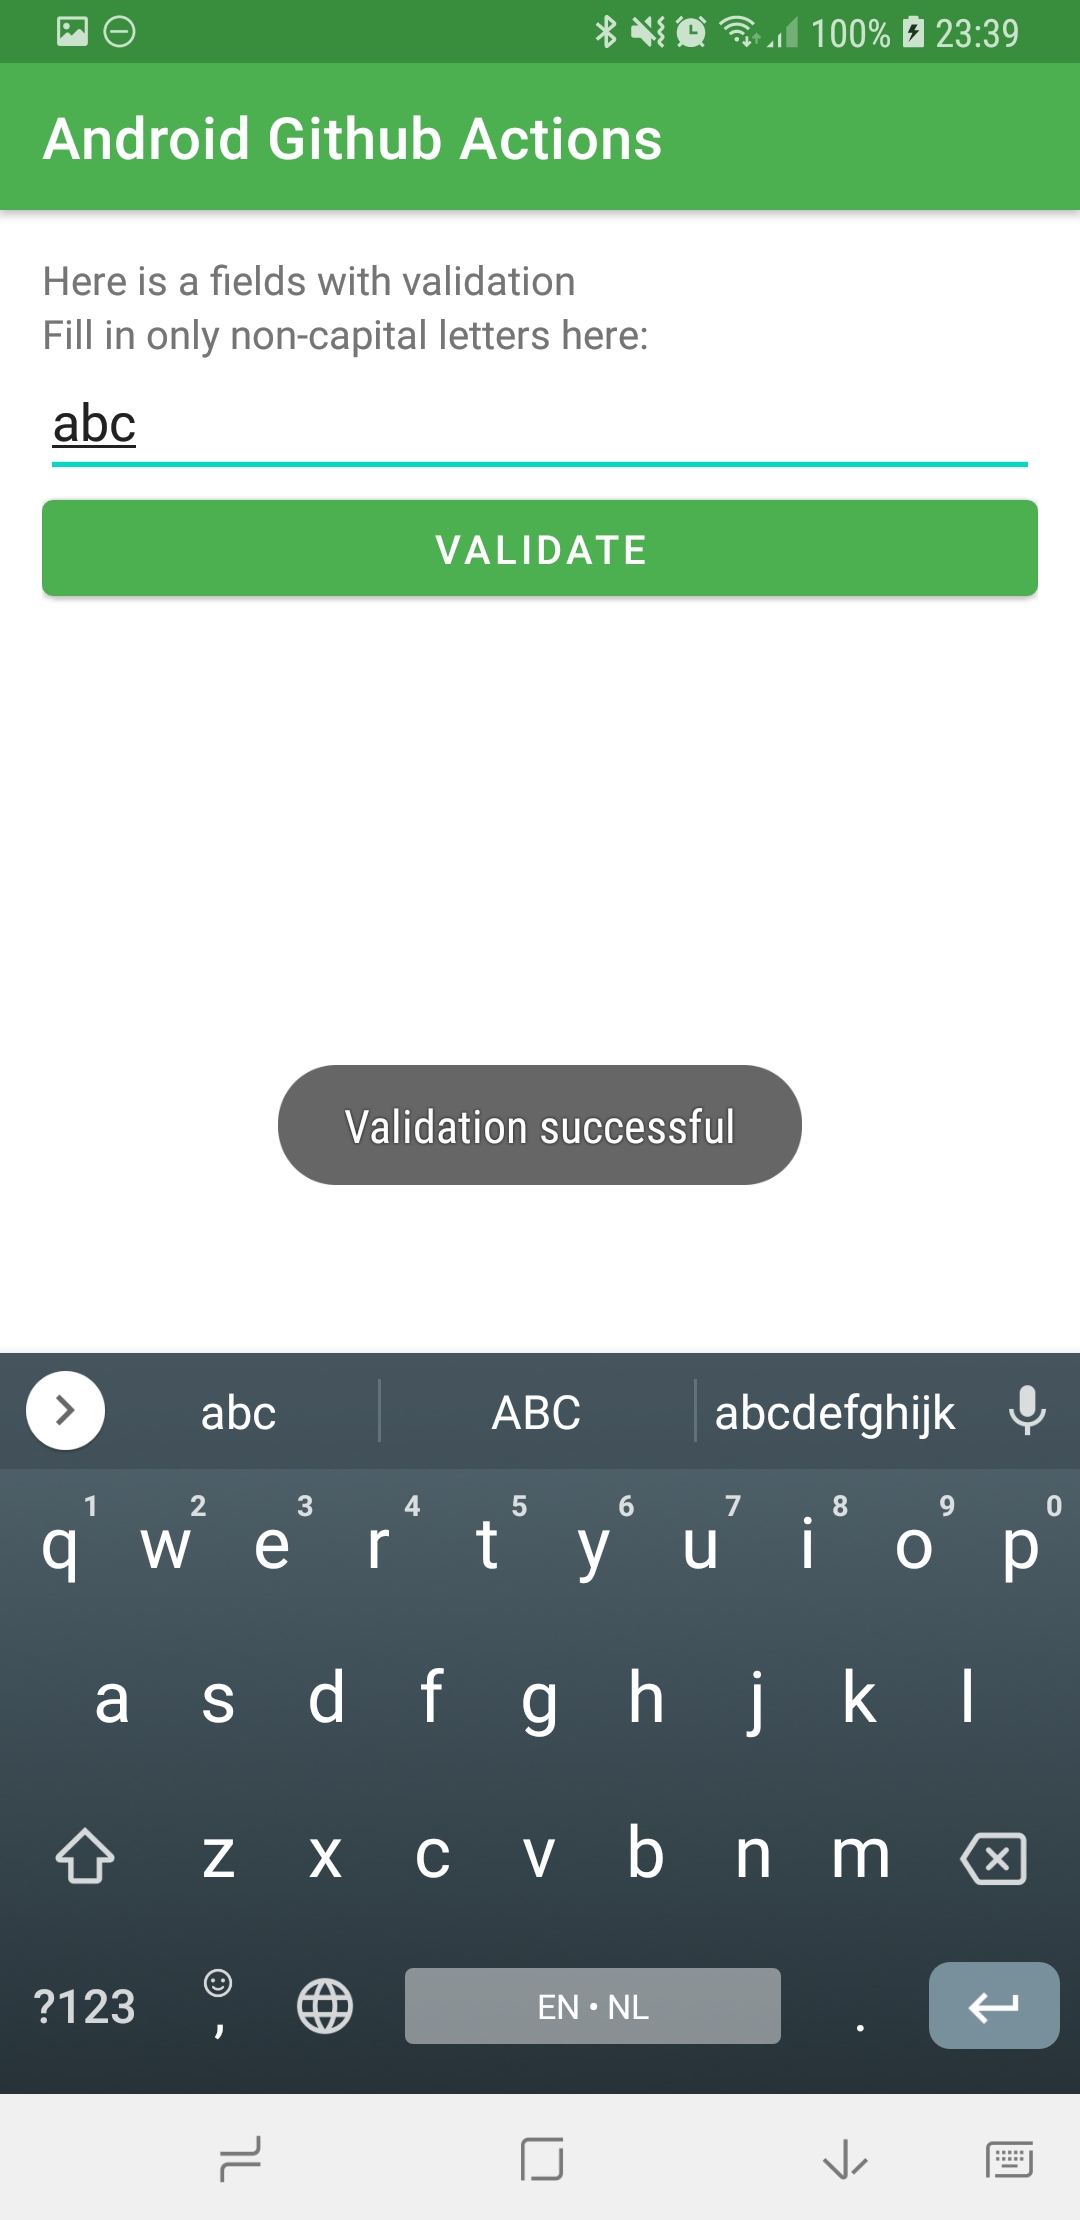 100% 23:39
Android Github Actions
Here is a fields with validation
Fill in only non-capital letters here:
abc
VALIDATE
Validation successful
abc ABC abcdefghijk
1 2 3 4 5 6 7 8 9 0
q w e r t y u i o p
a s d f g h j k l
z x c v b n m
?123 , EN • NL .